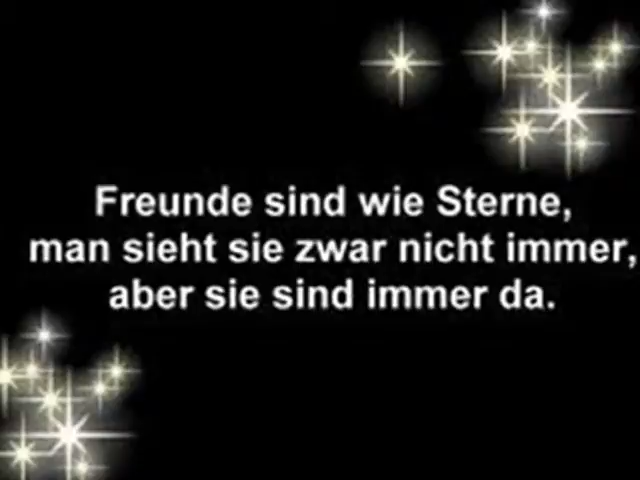 Freunde sind wie Sterne,
man sieht sie zwar nicht immer,
aber sie sind immer da.